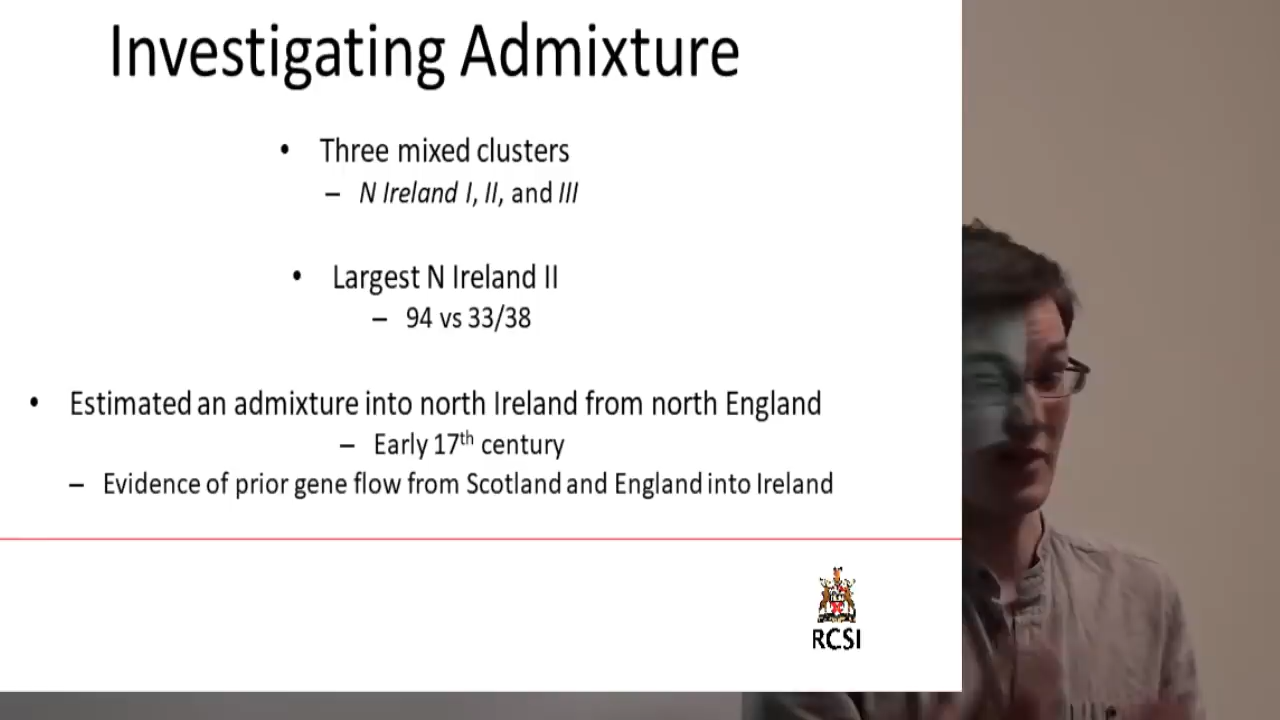 Investigating Admixture
• Three mixed clusters
– N Ireland I, II, and III
• Largest N Ireland II
– 94 vs 33/38
• Estimated an admixture into north Ireland from north England
– Early 17th century
– Evidence of prior gene flow from Scotland and England into Ireland
RCSI